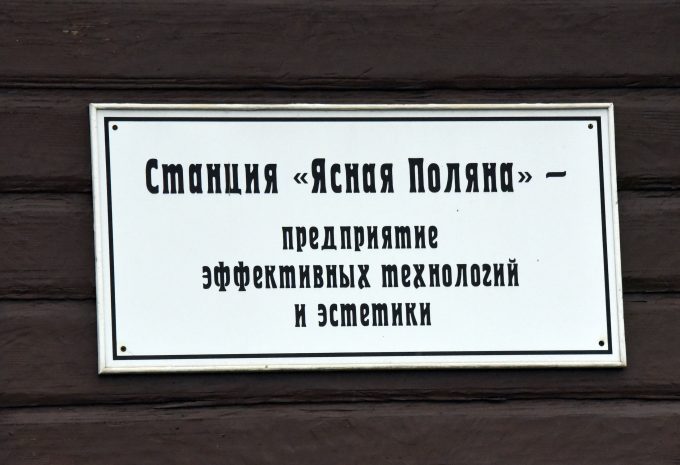 Станция «Ясная Поляна» –
предприятие
эффективных технологий
и эстетики